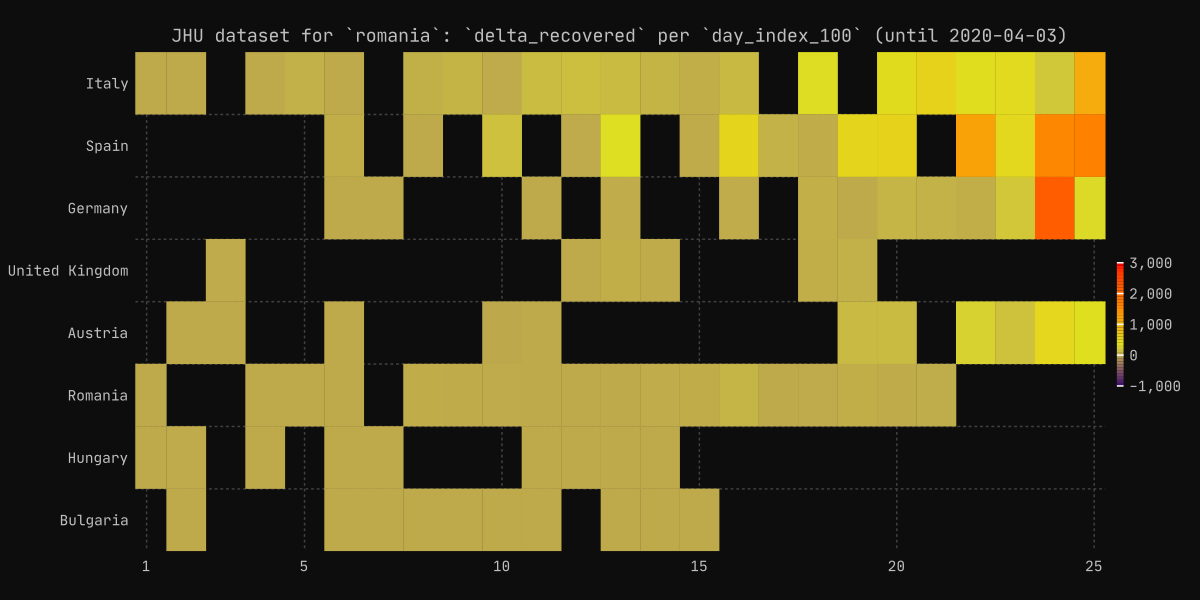 JHU dataset for `romania`: `delta_recovered` per `day_index_100` (until 2020-04-03)
Italy
Spain
Germany
United Kingdom
Austria
Romania
Hungary
Bulgaria
1 5 10 15 20 25
3,000
2,000
1,000
0
-1,000